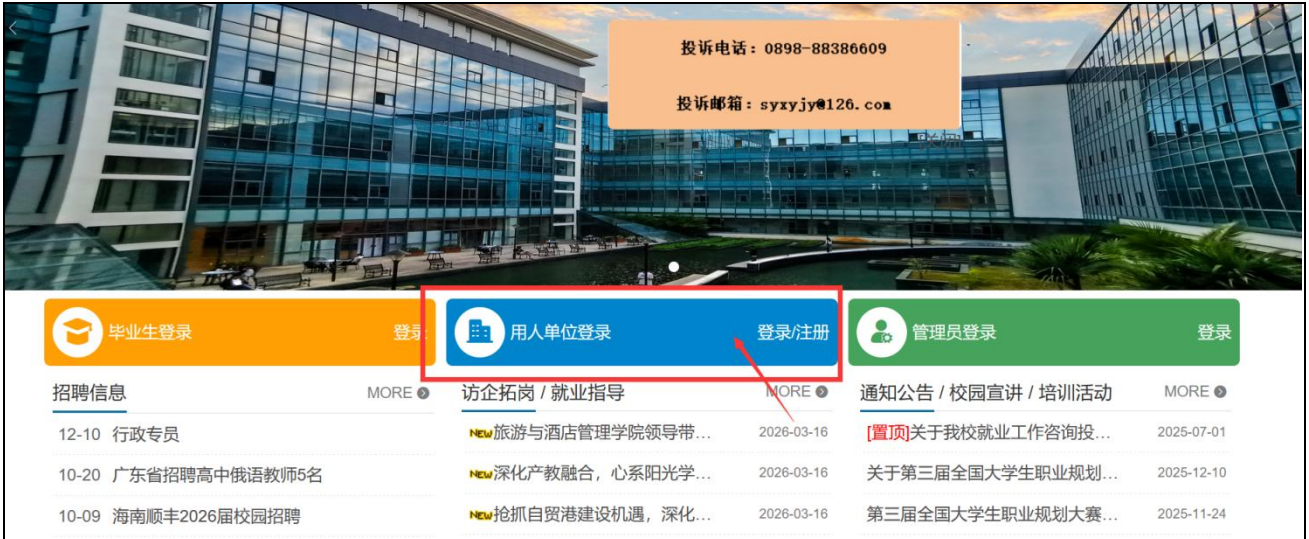 投诉电话：0898-88386609
投诉邮箱：syxyjy@126.com
毕业生登录 登录
用人单位登录 登录/注册
管理员登录 登录
招聘信息 MORE
12-10 行政专员
10-20 广东省招聘高中俄语教师5名
10-09 海南顺丰2026届校园招聘
访企拓岗 / 就业指导 MORE
NEW旅游与酒店管理学院领导带... 2026-03-16
NEW深化产教融合，心系阳光学... 2026-03-16
NEW抢抓自贸港建设机遇，深化... 2026-03-16
通知公告 / 校园宣讲 / 培训活动 MORE
[置顶]关于我校就业工作咨询投... 2025-07-01
关于第三届全国大学生职业规划... 2025-12-10
第三届全国大学生职业规划大赛... 2025-11-24